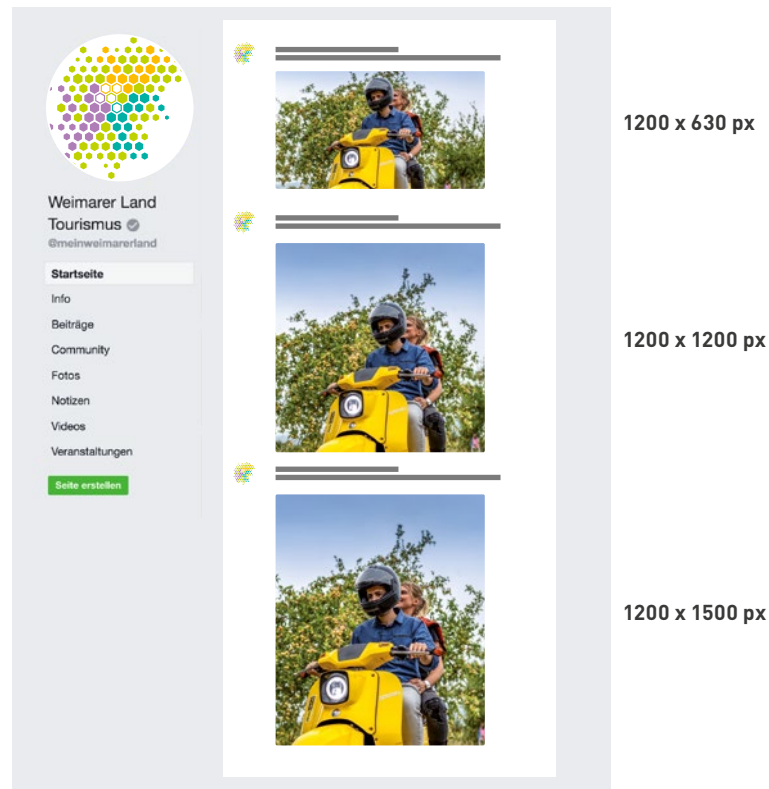 Weimarer Land
Tourismus
@meinweimarerland
Startseite
Info
Beiträge
Community
Fotos
Notizen
Videos
Veranstaltungen
Seite erstellen
1200 x 630 px
1200 x 1200 px
1200 x 1500 px